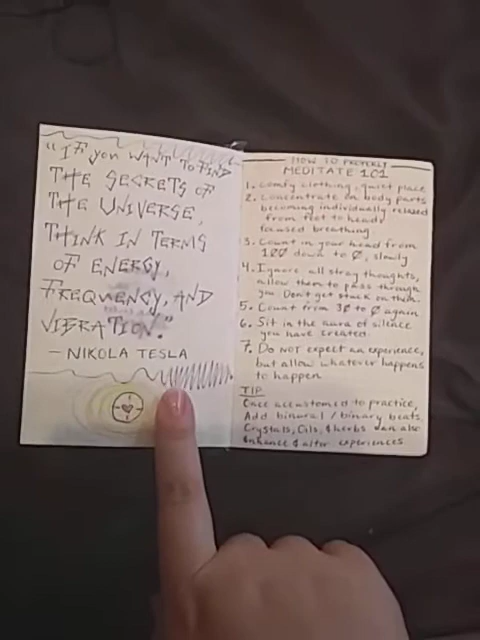 "IF you WANT TO FIND
THE SECRETS OF
THE UNIVERSE,
THINK IN TERMS
OF ENERGY,
FREQUENCY, AND
VIBRATION."
– NIKOLA TESLA
HOW TO PROPERLY
MEDITATE 101
1. Comfy clothing, quiet place
2. Concentrate on body parts
becoming individually relaxed
from feet to head,
focused breathing.
3. Count in your head from
100 down to 0, slowly
4. Ignore all stray thoughts,
allow them to pass through
you. Don't get stuck on them.
5. Count from 30 to 0 again
6. Sit in the aura of silence
you have created.
7. Do NOT expect an experience,
but allow whatever happens
to happen.
TIP
Once accustomed to practice,
Add binural / binary beats.
Crystals, Oils, & herbs can also
enhance & alter experiences.